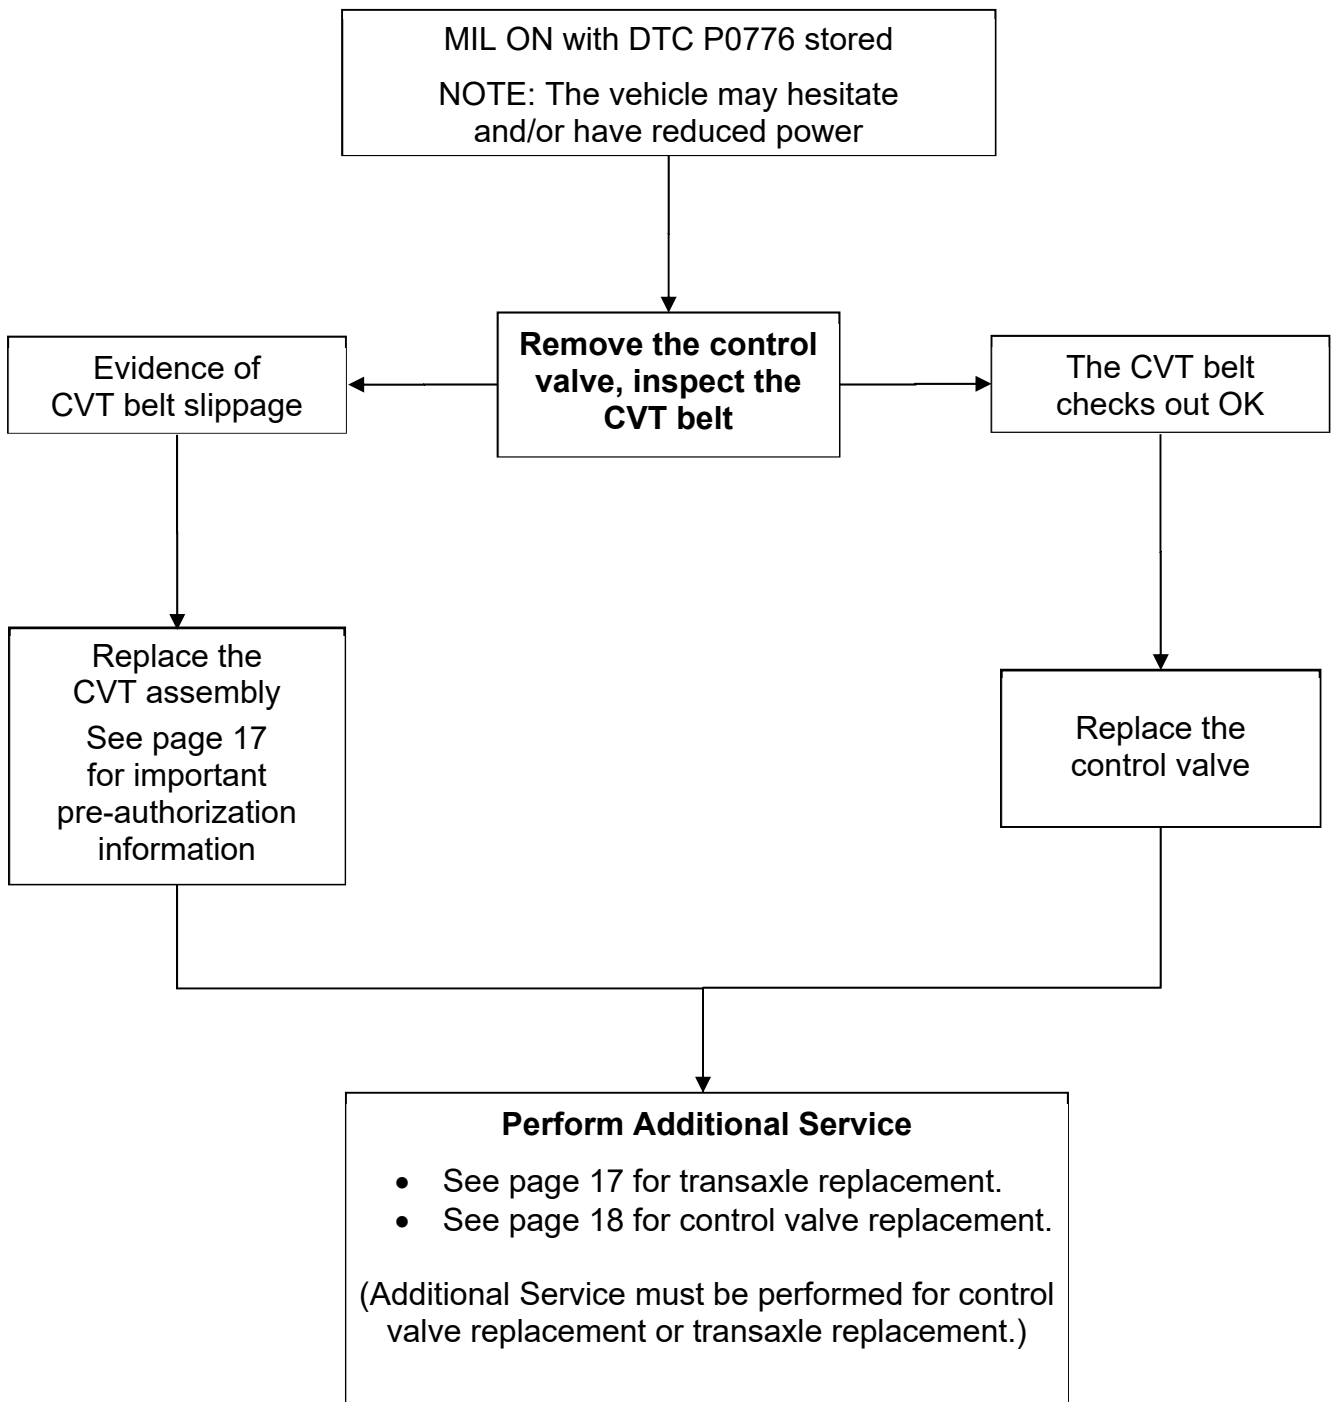 MIL ON with DTC P0776 stored
NOTE: The vehicle may hesitate
and/or have reduced power
Remove the control
valve, inspect the
CVT belt
Evidence of
CVT belt slippage
The CVT belt
checks out OK
Replace the
CVT assembly
See page 17
for important
pre-authorization
information
Replace the
control valve
Perform Additional Service
• See page 17 for transaxle replacement.
• See page 18 for control valve replacement.
(Additional Service must be performed for control
valve replacement or transaxle replacement.)